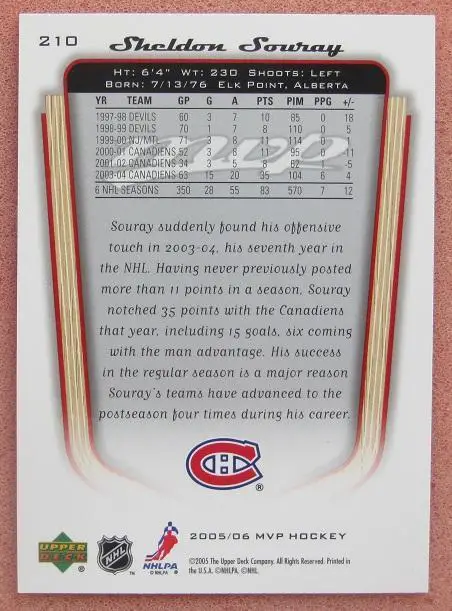 210
Sheldon Souray
HT: 6'4" WT: 230 SHOOTS: LEFT
BORN: 7/13/76 ELK POINT, ALBERTA
YR TEAM GP G A PTS PIM PPG +/-
1997-98 DEVILS 60 3 7 10 85 0 18
1998-99 DEVILS 70 1 7 8 110 0 5
1999-00 NJ/MTL 71 3 8 11 114 0
2000-01 CANADIENS 52 3 8 95 0 -11
2001-02 CANADIENS 34 3 5 8 62 -5
2003-04 CANADIENS 63 15 20 35 104 6 4
6 NHL SEASONS 350 28 55 83 570 7 12
Souray suddenly found his offensive
touch in 2003-04, his seventh year in
the NHL. Having never previously posted
more than 11 points in a season, Souray
notched 35 points with the Canadiens
that year, including 15 goals, six coming
with the man advantage. His success
in the regular season is a major reason
Souray's teams have advanced to the
postseason four times during his career.
CH ®
2005/06 MVP HOCKEY
UPPER DECK
NHL
NHLPA
©NHLPA
©2005 The Upper Deck Company. All Rights Reserved. Printed in
the U.S.A. ©NHLPA, ©NHL.